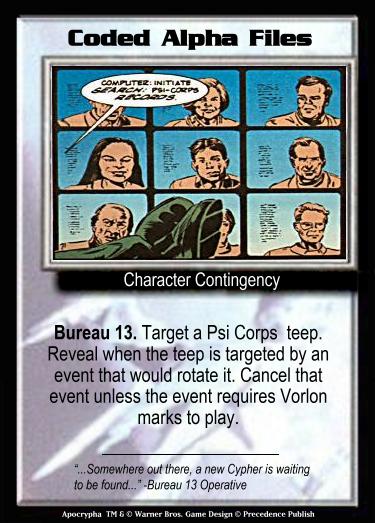 Coded Alpha Files
COMPUTER: INITIATE
SEARCH: PSI-CORPS
RECORDS.
Character Contingency
Bureau 13. Target a Psi Corps teep.
Reveal when the teep is targeted by an
event that would rotate it. Cancel that
event unless the event requires Vorlon
marks to play.
"...Somewhere out there, a new Cypher is waiting
to be found..." -Bureau 13 Operative
Apocrypha TM & © Warner Bros. Game Design © Precedence Publish